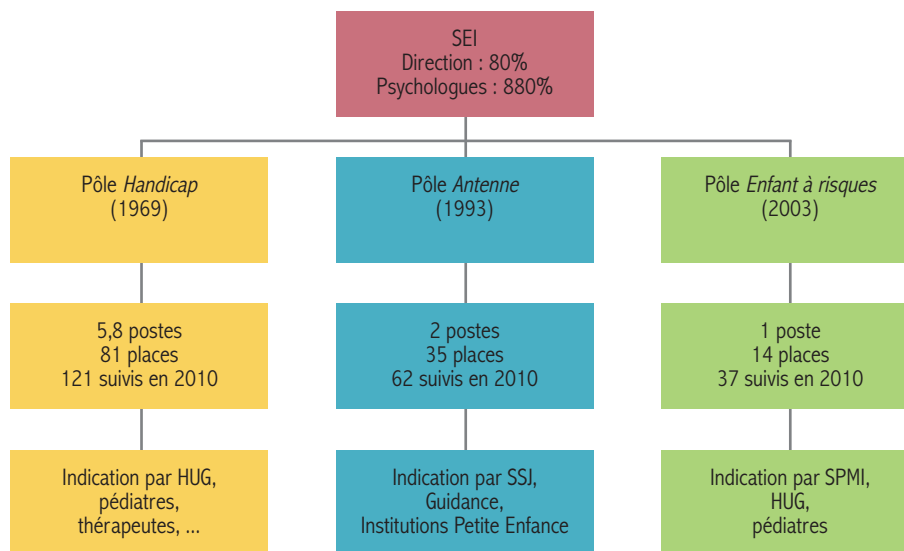 SEI
Direction : 80%
Psychologues : 880%
Pôle Handicap
(1969)
Pôle Antenne
(1993)
Pôle Enfant à risques
(2003)
5,8 postes
81 places
121 suivis en 2010
2 postes
35 places
62 suivis en 2010
1 poste
14 places
37 suivis en 2010
Indication par HUG,
pédiatres,
thérapeutes, ...
Indication par SSJ,
Guidance,
Institutions Petite Enfance
Indication par SPMI,
HUG,
pédiatres